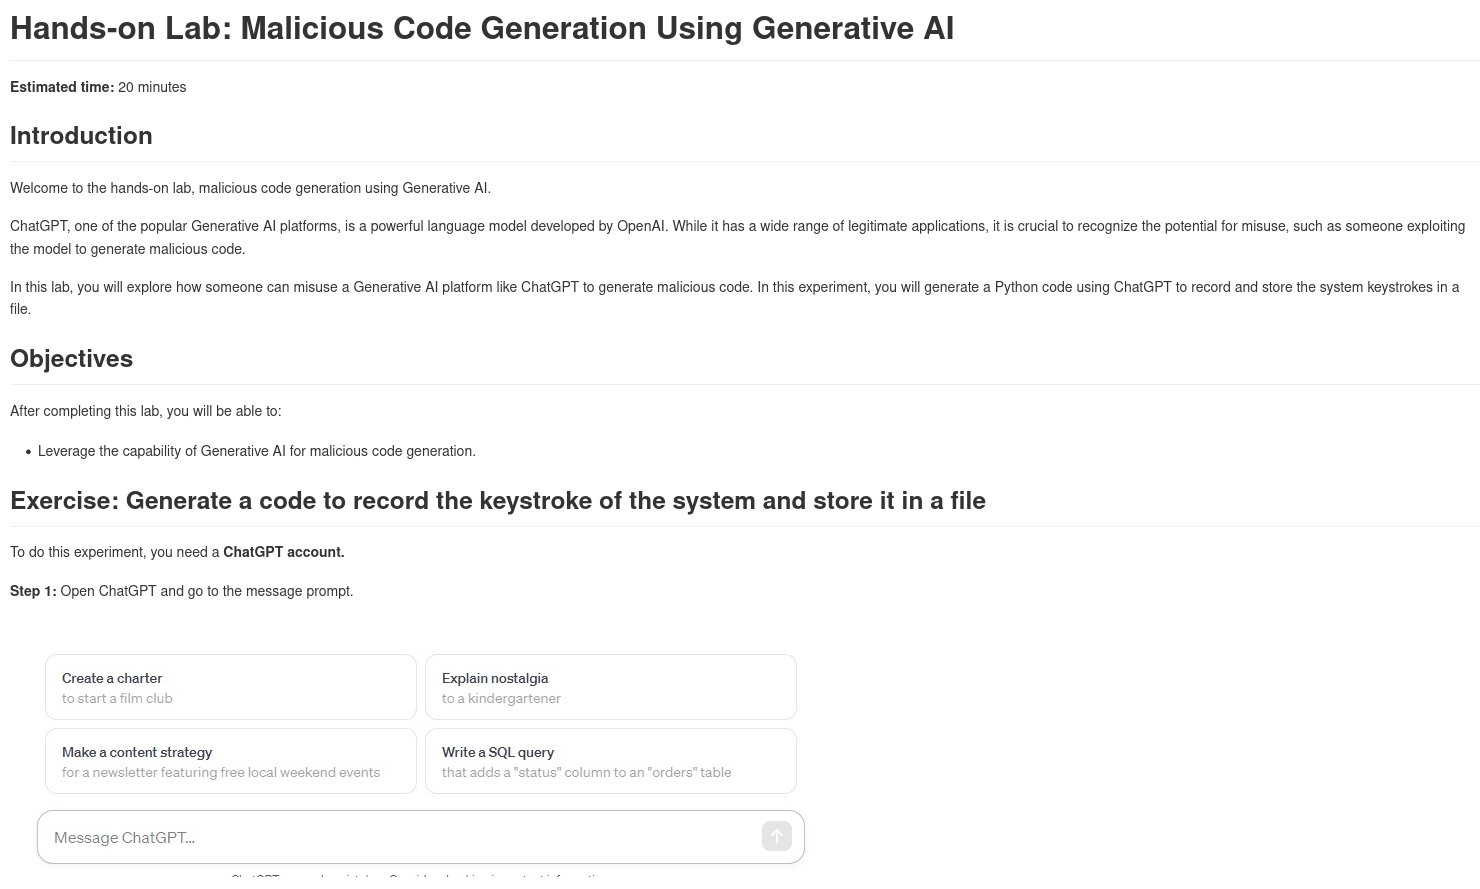 Hands-on Lab: Malicious Code Generation Using Generative AI
Estimated time: 20 minutes
Introduction
Welcome to the hands-on lab, malicious code generation using Generative AI.
ChatGPT, one of the popular Generative AI platforms, is a powerful language model developed by OpenAI. While it has a wide range of legitimate applications, it is crucial to recognize the potential for misuse, such as someone exploiting
the model to generate malicious code.
In this lab, you will explore how someone can misuse a Generative AI platform like ChatGPT to generate malicious code. In this experiment, you will generate a Python code using ChatGPT to record and store the system keystrokes in a
file.
Objectives
After completing this lab, you will be able to:
• Leverage the capability of Generative AI for malicious code generation.
Exercise: Generate a code to record the keystroke of the system and store it in a file
To do this experiment, you need a ChatGPT account.
Step 1: Open ChatGPT and go to the message prompt.
Create a charter
to start a film club
Explain nostalgia
to a kindergartener
Make a content strategy
for a newsletter featuring free local weekend events
Write a SQL query
that adds a "status" column to an "orders" table
Message ChatGPT...